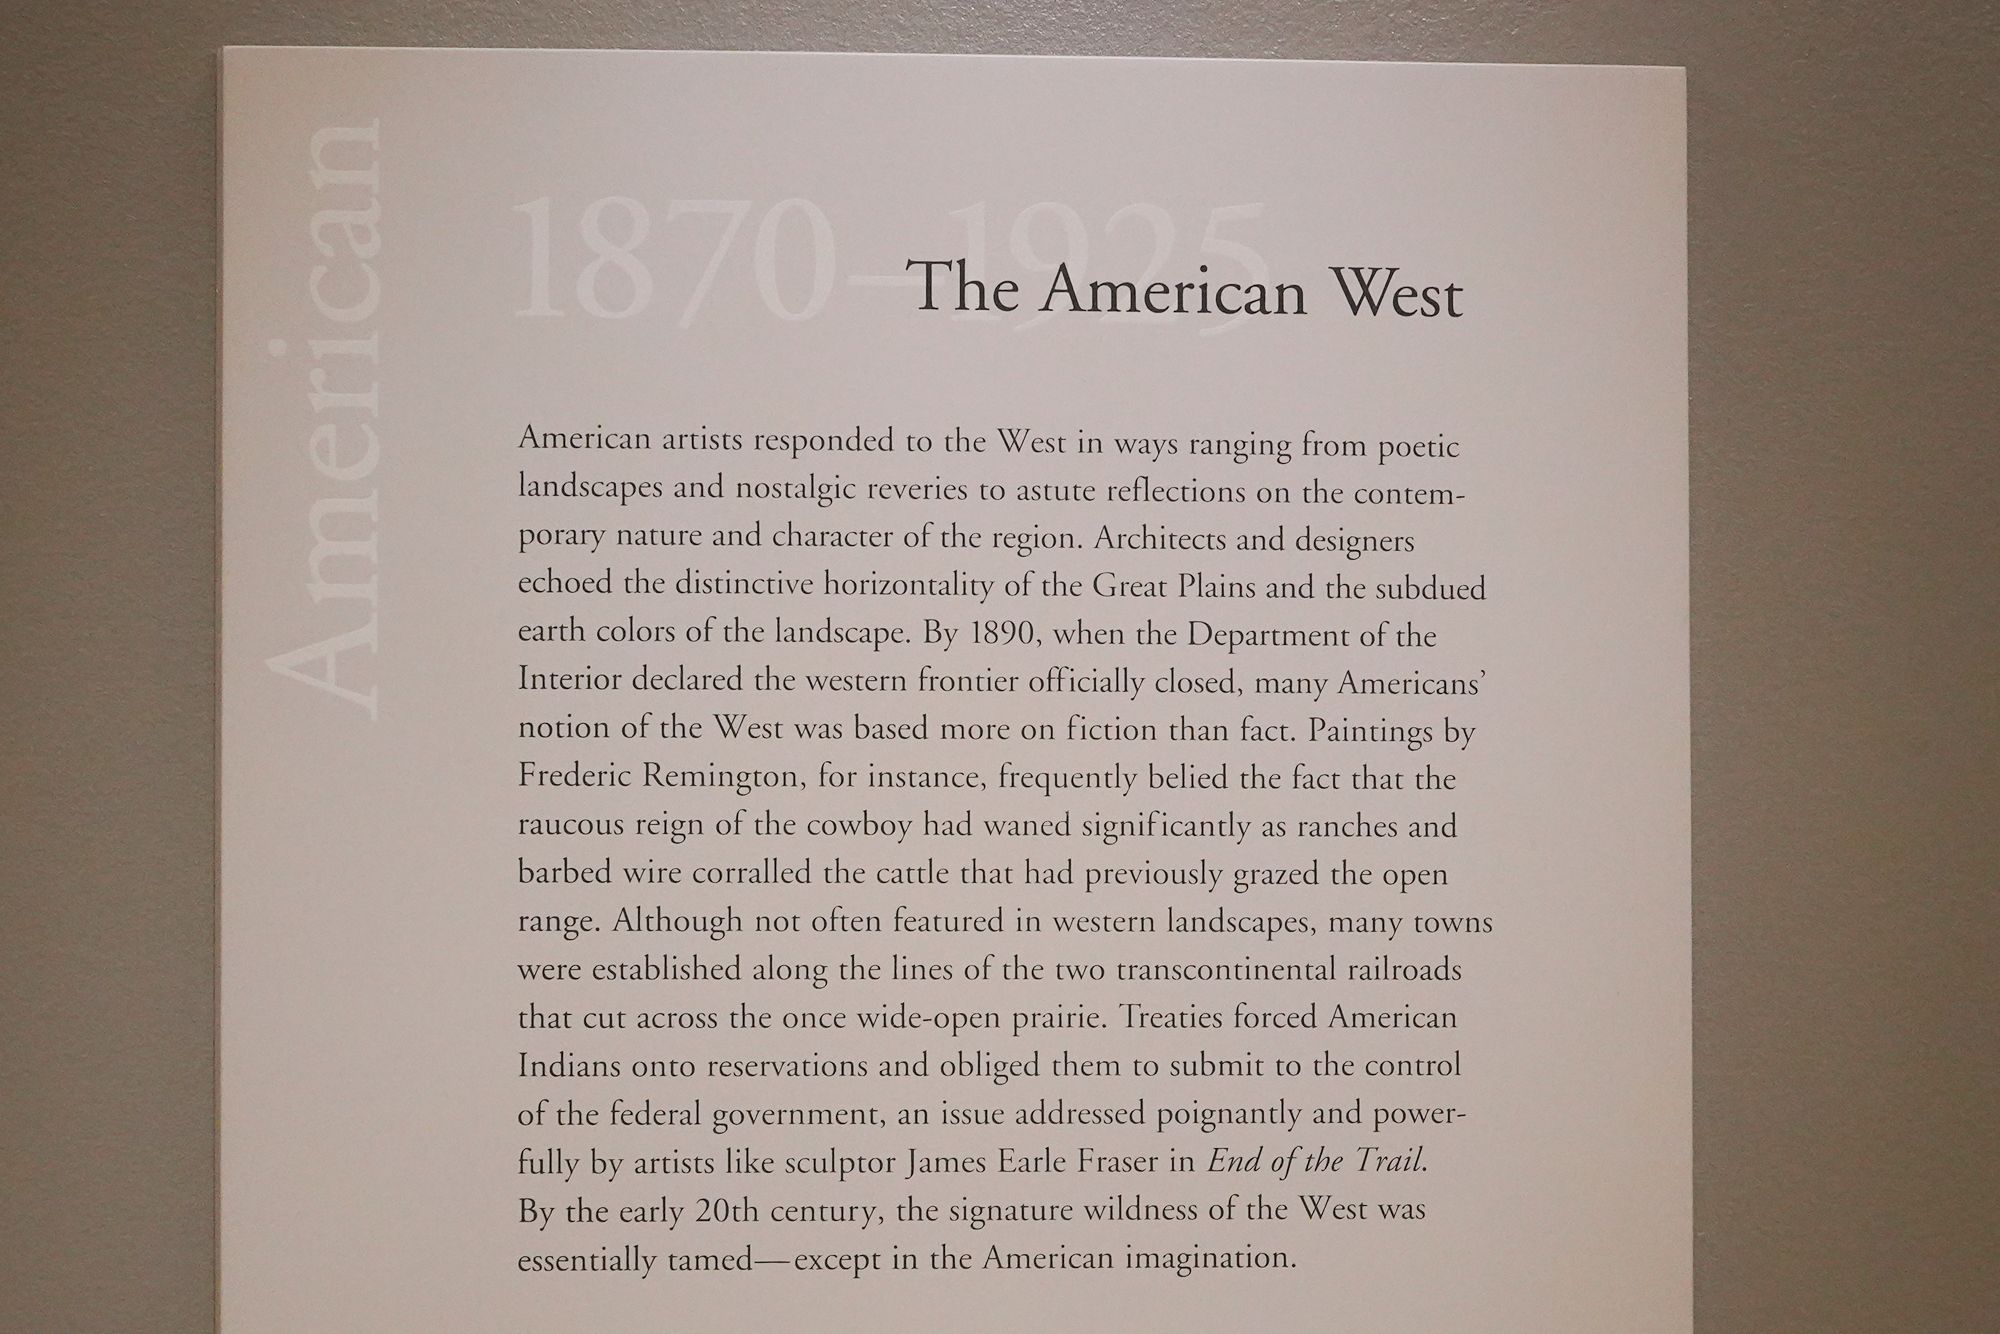 American
1870–1925
The American West
American artists responded to the West in ways ranging from poetic
landscapes and nostalgic reveries to astute reflections on the contem-
porary nature and character of the region. Architects and designers
echoed the distinctive horizontality of the Great Plains and the subdued
earth colors of the landscape. By 1890, when the Department of the
Interior declared the western frontier officially closed, many Americans’
notion of the West was based more on fiction than fact. Paintings by
Frederic Remington, for instance, frequently belied the fact that the
raucous reign of the cowboy had waned significantly as ranches and
barbed wire corralled the cattle that had previously grazed the open
range. Although not often featured in western landscapes, many towns
were established along the lines of the two transcontinental railroads
that cut across the once wide-open prairie. Treaties forced American
Indians onto reservations and obliged them to submit to the control
of the federal government, an issue addressed poignantly and power-
fully by artists like sculptor James Earle Fraser in End of the Trail.
By the early 20th century, the signature wildness of the West was
essentially tamed—except in the American imagination.